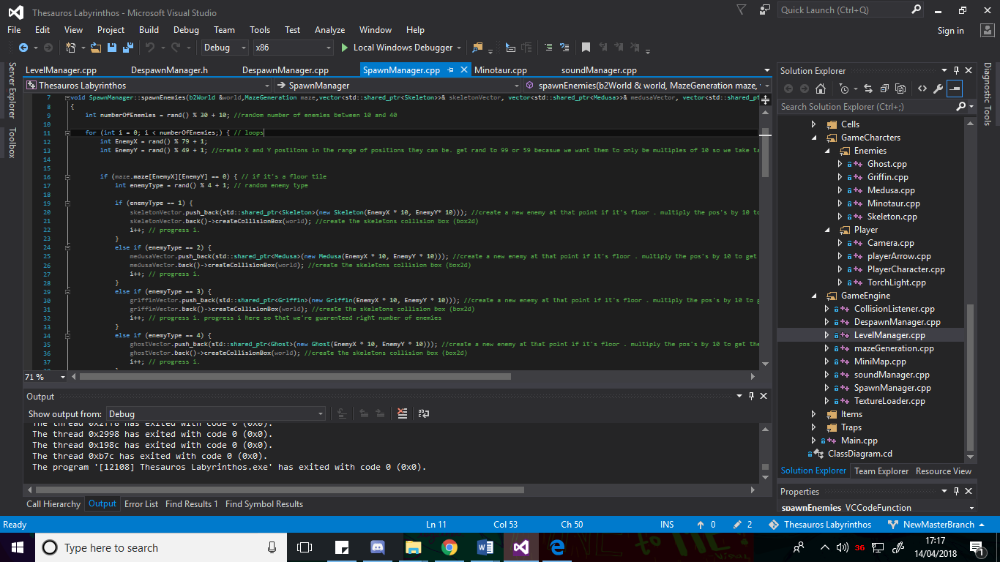 Thesauros Labyrinthos - Microsoft Visual Studio
Quick Launch (Ctrl+Q)
File Edit View Project Build Debug Team Tools Test Analyze Window Help
Sign in
Debug x86 Local Windows Debugger
Server Explorer
Toolbox
LevelManager.cpp DespawnManager.h DespawnManager.cpp SpawnManager.cpp Minotaur.cpp soundManager.cpp
Thesauros Labyrinthos SpawnManager spawnEnemies(b2World & world, MazeGeneration maze,
7 void SpawnManager::spawnEnemies(b2World &world,MazeGeneration maze,vector<std::shared_ptr<Skeleton>>& skeletonVector, vector<std::shared_ptr<Medusa>>& medusaVector, vector<std::shared_pt
8 {
9 int numberOfEnemies = rand() % 30 + 10; //random number of enemies between 10 and 40
10
11 for (int i = 0; i < numberOfEnemies;) { // loops
12 int EnemyX = rand() % 79 + 1;
13 int EnemyY = rand() % 49 + 1; //create X and Y postitons in the range of positions they can be. get rand to 99 or 59 becasue we want them to only be multiples of 10 so we take ta
14
15
16 if (maze.maze[EnemyX][EnemyY] == 0) { // if it's a floor tile
17 int enemyType = rand() % 4 + 1; // random enemy type
18
19 if (enemyType == 1) {
20 skeletonVector.push_back(std::shared_ptr<Skeleton>(new Skeleton(EnemyX * 10, EnemyY* 10))); //create a new enemy at that point if it's floor . multiply the pos's by 10 to
21 skeletonVector.back()->createCollisionBox(world); //create the skeletons collision box (box2d)
22 i++; // progress i.
23 }
24 else if (enemyType == 2) {
25 medusaVector.push_back(std::shared_ptr<Medusa>(new Medusa(EnemyX * 10, EnemyY * 10))); //create a new enemy at that point if it's floor . multiply the pos's by 10 to get
26 medusaVector.back()->createCollisionBox(world); //create the skeletons collision box (box2d)
27 i++; // progress i.
28 }
29 else if (enemyType == 3) {
30 griffinVector.push_back(std::shared_ptr<Griffin>(new Griffin(EnemyX * 10, EnemyY * 10))); //create a new enemy at that point if it's floor . multiply the pos's by 10 to g
31 griffinVector.back()->createCollisionBox(world); //create the skeletons collision box (box2d)
32 i++; // progress i. progress i here so that we're guarenteed right number of enemies
33 }
34 else if (enemyType == 4) {
35 ghostVector.push_back(std::shared_ptr<Ghost>(new Ghost(EnemyX * 10, EnemyY * 10))); //create a new enemy at that point if it's floor . multiply the pos's by 10 to get the
36 ghostVector.back()->createCollisionBox(world); //create the skeletons collision box (box2d)
37 i++; // progress i.
71 %
Output
Show output from: Debug
The thread 0x2ff8 has exited with code 0 (0x0).
The thread 0x2998 has exited with code 0 (0x0).
The thread 0x198c has exited with code 0 (0x0).
The thread 0xb7c has exited with code 0 (0x0).
The program '[12108] Thesauros Labyrinthos.exe' has exited with code 0 (0x0).
Call Hierarchy Output Error List Find Results 1 Find Symbol Results
Solution Explorer
Search Solution Explorer (Ctrl+;)
Cells
GameCharcters
Enemies
Ghost.cpp
Griffin.cpp
Medusa.cpp
Minotaur.cpp
Skeleton.cpp
Player
Camera.cpp
playerArrow.cpp
PlayerCharacter.cpp
TorchLight.cpp
GameEngine
CollisionListener.cpp
DespawnManager.cpp
LevelManager.cpp
mazeGeneration.cpp
MiniMap.cpp
soundManager.cpp
SpawnManager.cpp
TextureLoader.cpp
Items
Traps
Main.cpp
ClassDiagram.cd
Solution Explorer Team Explorer Resource View
Properties
spawnEnemies VCCodeFunction
Diagnostic Tools
Ready Ln 11 Col 53 Ch 50 INS 0 2 Thesauros Labyrinthos NewMasterBranch
Type here to search
36
17:17
14/04/2018
1